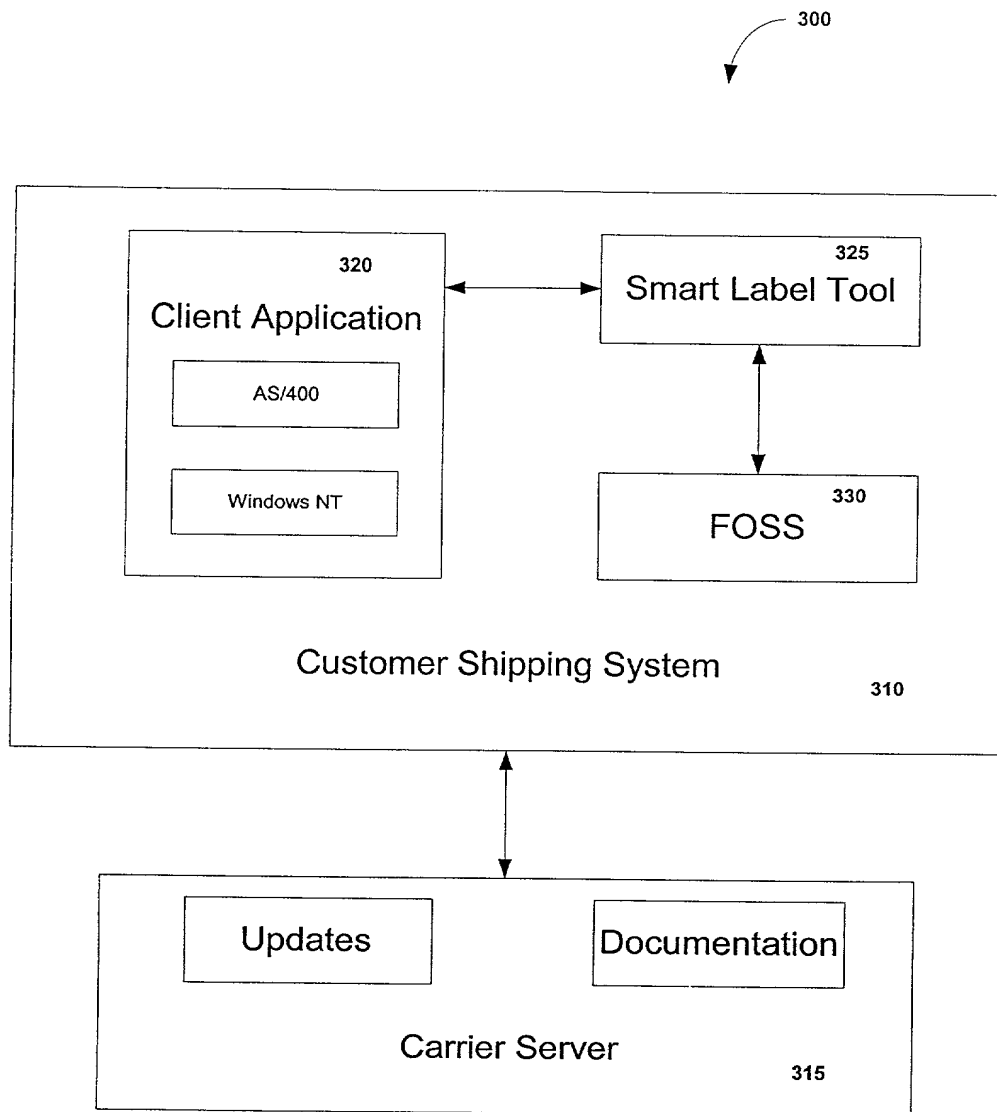 300
320
Client Application
AS/400
Windows NT
325
Smart Label Tool
330
FOSS
Customer Shipping System
310
Updates
Documentation
Carrier Server
315